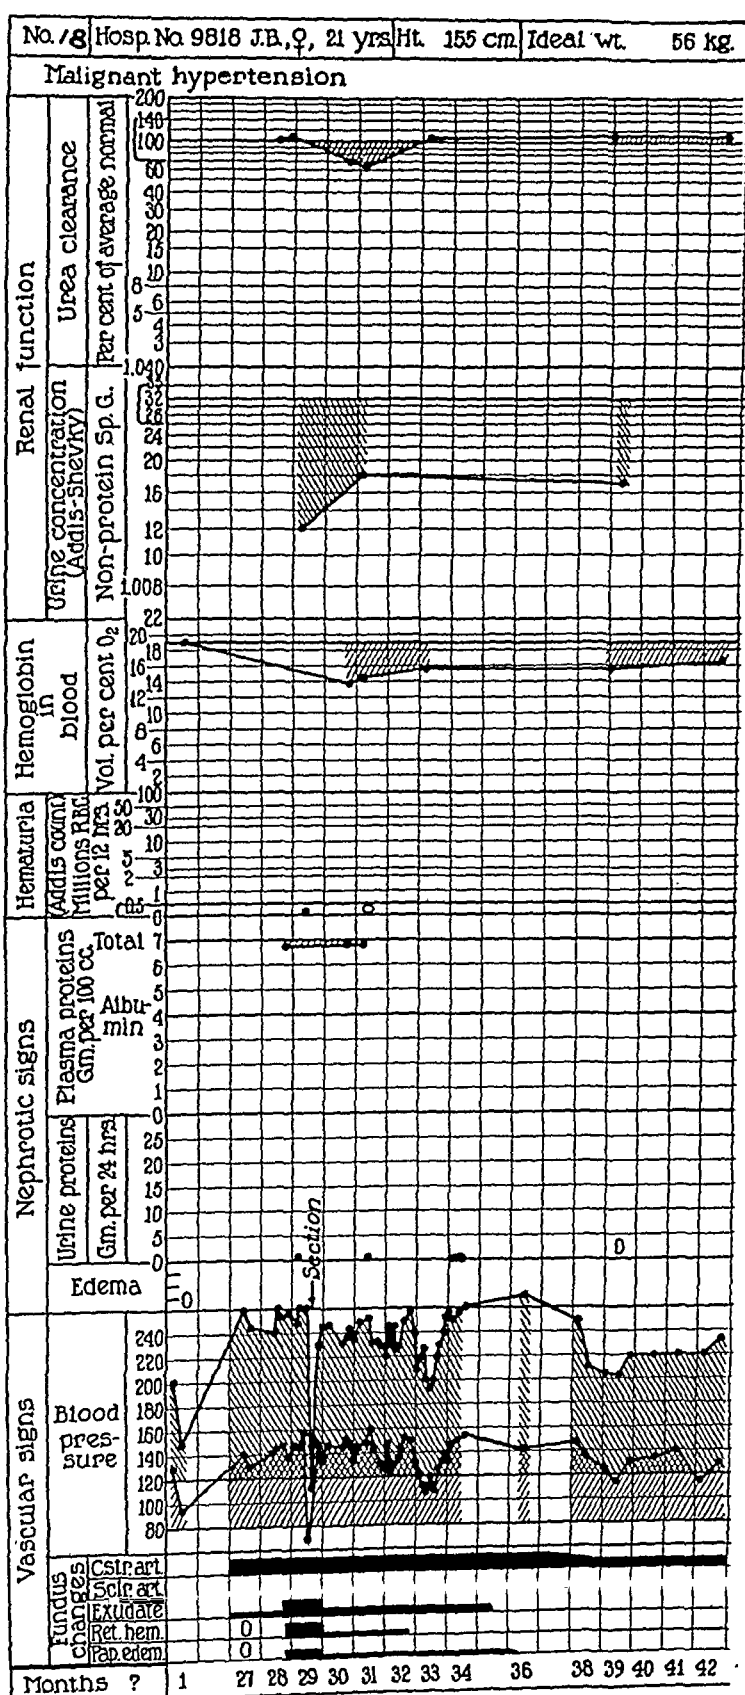 No. 18 Hosp. No. 9818 J.B., ♀, 21 yrs Ht. 155 cm. Ideal wt. 56 kg.
Malignant hypertension
Renal function
Urea clearance
Per cent of average normal
200
140
100
60
40
30
20
15
10
8
6
5
4
3
Urine concentration
(Addis-Shevky)
Non-protein Sp. G.
1.040
35
32
28
24
20
16
12
10
1.008
Hemoglobin in blood
Vol. per cent O2
22
20
18
16
14
12
10
8
6
4
2
Hematuria
(Addis count)
Millions R.B.C.
per 12 hrs.
100
50
30
20
10
5
3
2
1
0.5
0
Nephrotic signs
Plasma proteins
Gm. per 100 cc.
Total
Albu-
min
7
6
5
4
3
2
1
0
Urine proteins
Gm. per 24 hrs.
25
20
15
10
5
0
0
Section
Edema
0
Vascular signs
Blood
pres-
sure
240
220
200
180
160
140
120
100
80
Fundus
changes
Cstr. art.
Sclr. art.
Exudate
Ret. hem. 0
Pap. edem. 0
Months ? 1 27 28 29 30 31 32 33 34 36 38 39 40 41 42